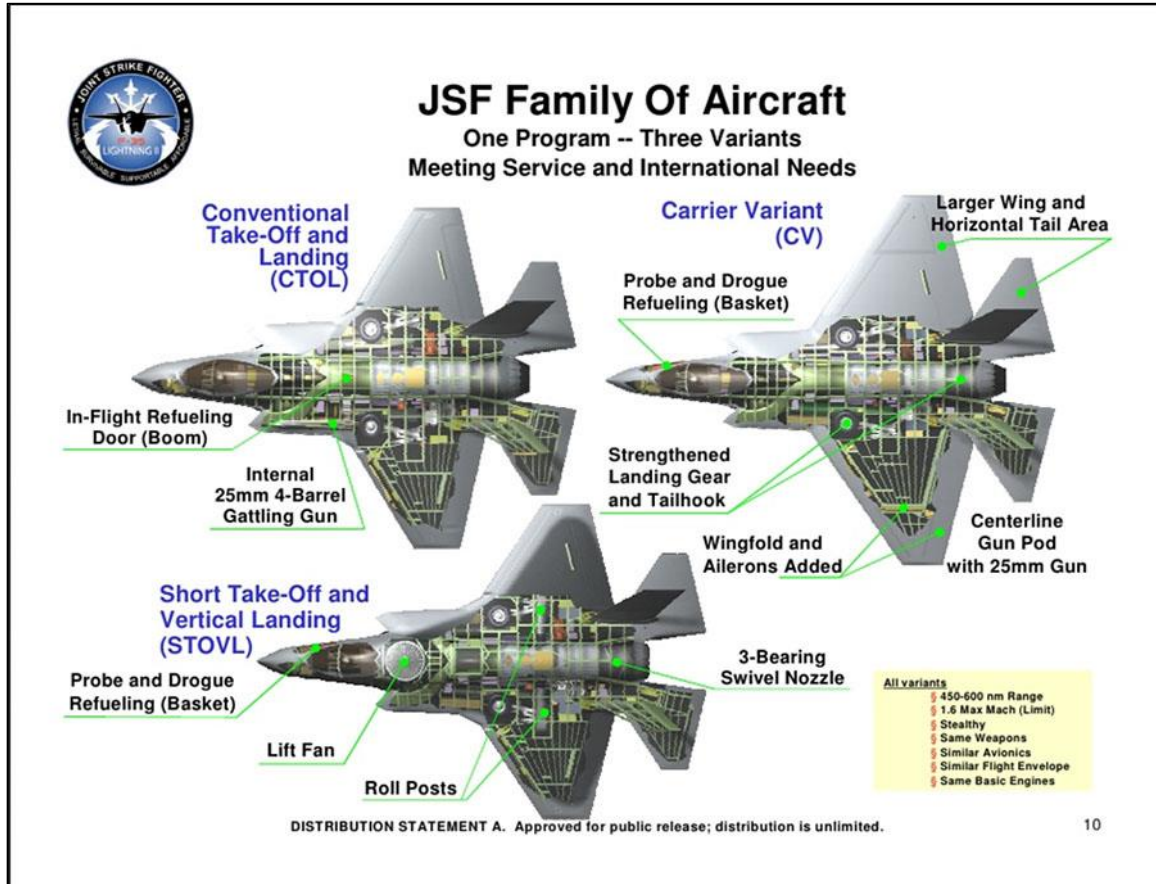 JOINT STRIKE FIGHTER
F-35
LIGHTNING II
LETHAL SURVIVABLE SUPPORTABLE AFFORDABLE
JSF Family Of Aircraft
One Program -- Three Variants
Meeting Service and International Needs
Conventional
Take-Off and
Landing
(CTOL)
In-Flight Refueling
Door (Boom)
Internal
25mm 4-Barrel
Gattling Gun
Carrier Variant
(CV)
Larger Wing and
Horizontal Tail Area
Probe and Drogue
Refueling (Basket)
Strengthened
Landing Gear
and Tailhook
Wingfold and
Ailerons Added
Centerline
Gun Pod
with 25mm Gun
Short Take-Off and
Vertical Landing
(STOVL)
Probe and Drogue
Refueling (Basket)
Lift Fan
Roll Posts
3-Bearing
Swivel Nozzle
All variants
§ 450-600 nm Range
§ 1.6 Max Mach (Limit)
§ Stealthy
§ Same Weapons
§ Similar Avionics
§ Similar Flight Envelope
§ Same Basic Engines
DISTRIBUTION STATEMENT A. Approved for public release; distribution is unlimited.
10